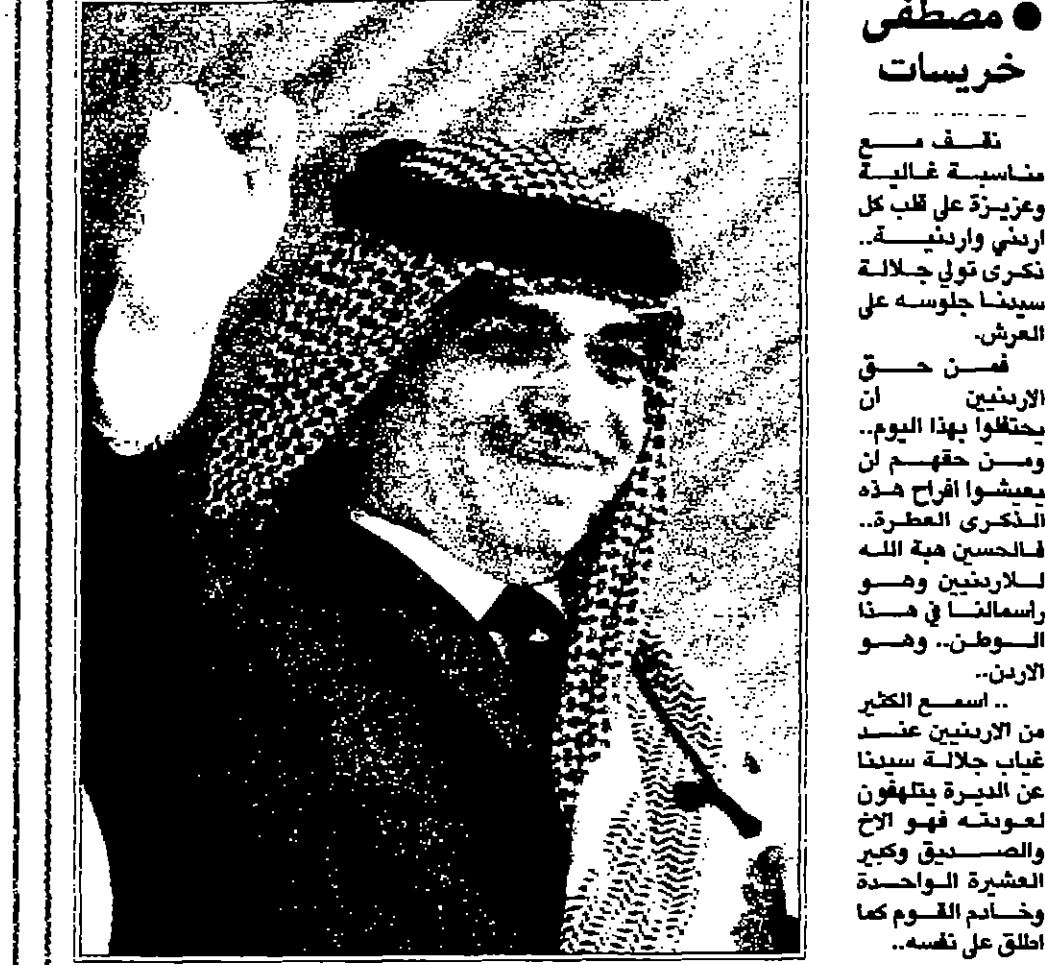 ● مصطفى
خريسات
نقف مع
مناسبة غالية
وعزيزة على قلب كل
اردني واردنية..
ذكرى تولي جلالة
سيدنا جلوسه على
العرش.
فمن حق
الاردنيين ان
يحتفلوا بهذا اليوم..
ومن حقهم ان
يعيشوا افراح هذه
الذكرى العطرة..
فالحسين هبة الله
للاردنيين وهو
رأسمالنا في هذا
الوطن.. وهو
الاردن..
.. اسمع الكثير
من الاردنيين عند
غياب جلالة سيدنا
عن الديرة يتلهفون
لعودته فهو الاخ
والصديق وكبير
العشيرة الواحدة
وخادم القوم كما
اطلق على نفسه..